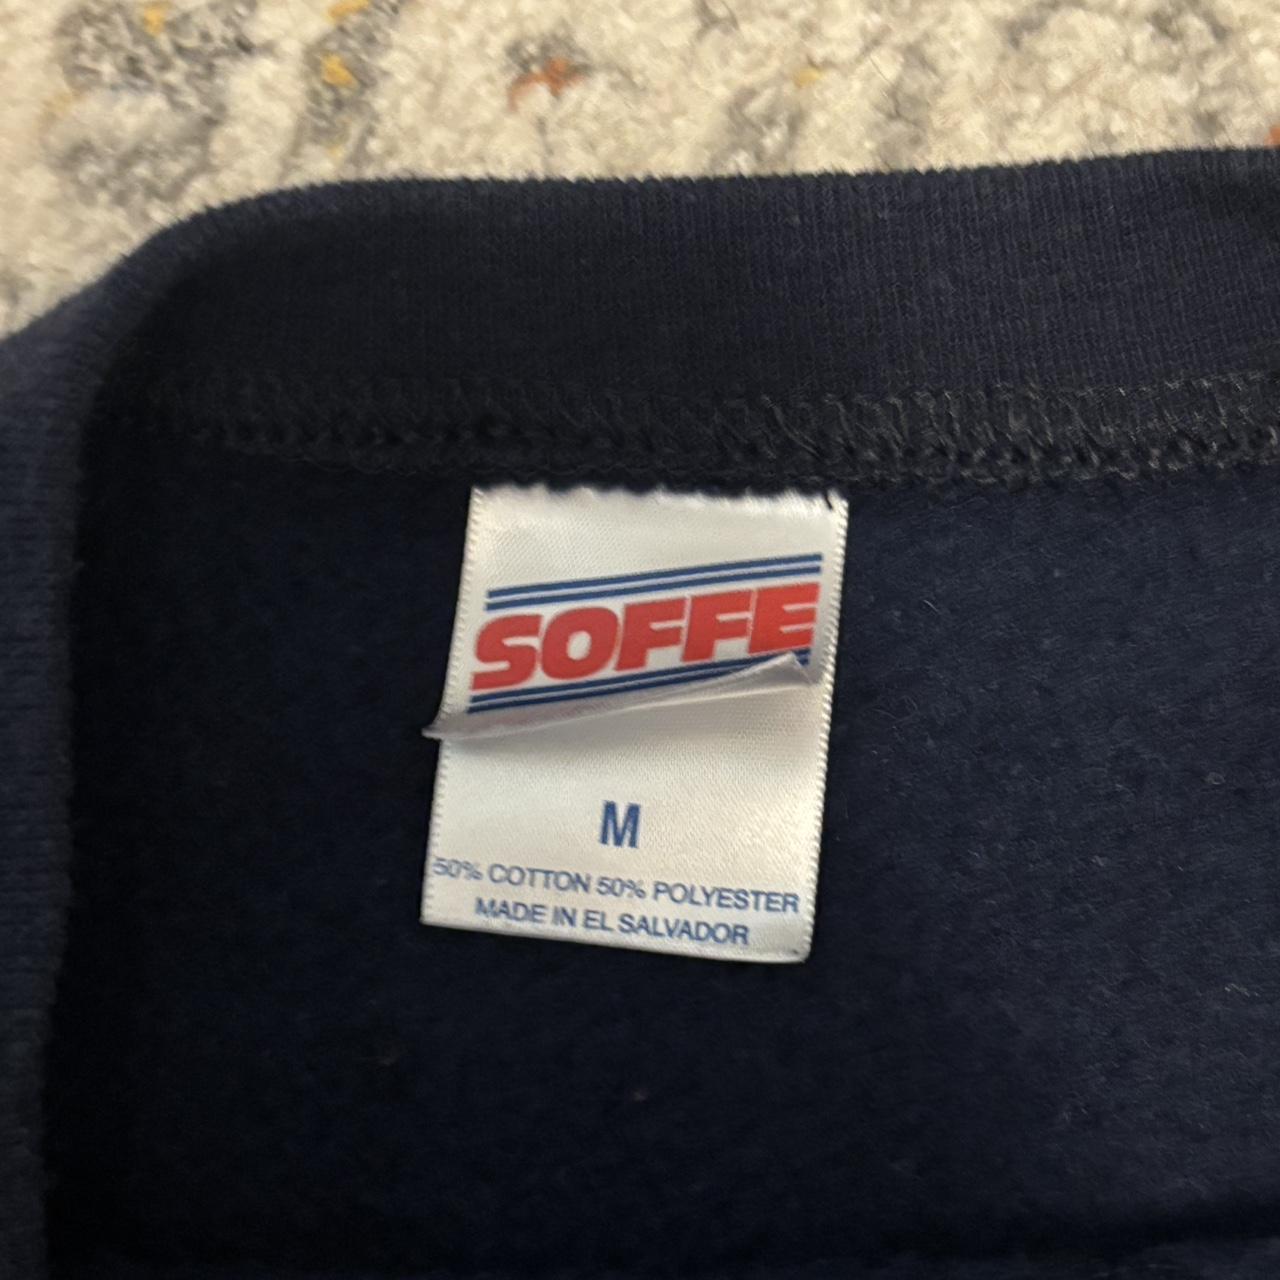 SOFFE
M
50% COTTON 50% POLYESTER
MADE IN EL SALVADOR